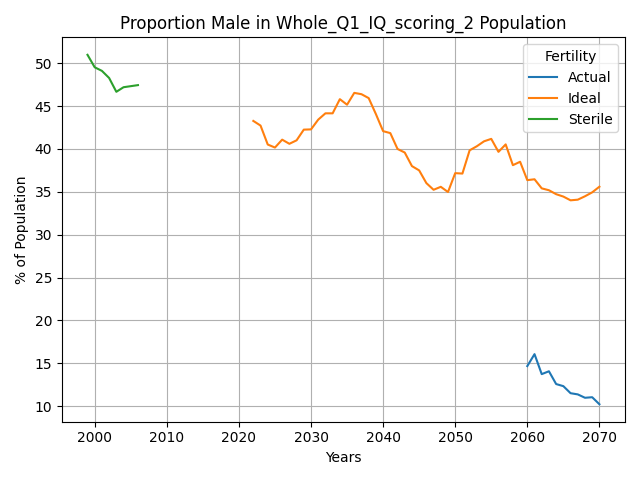 Proportion Male in Whole_Q1_IQ_scoring_2 Population
Fertility
Actual
Ideal
Sterile
% of Population
50
45
40
35
30
25
20
15
10
2000 2010 2020 2030 2040 2050 2060 2070
Years